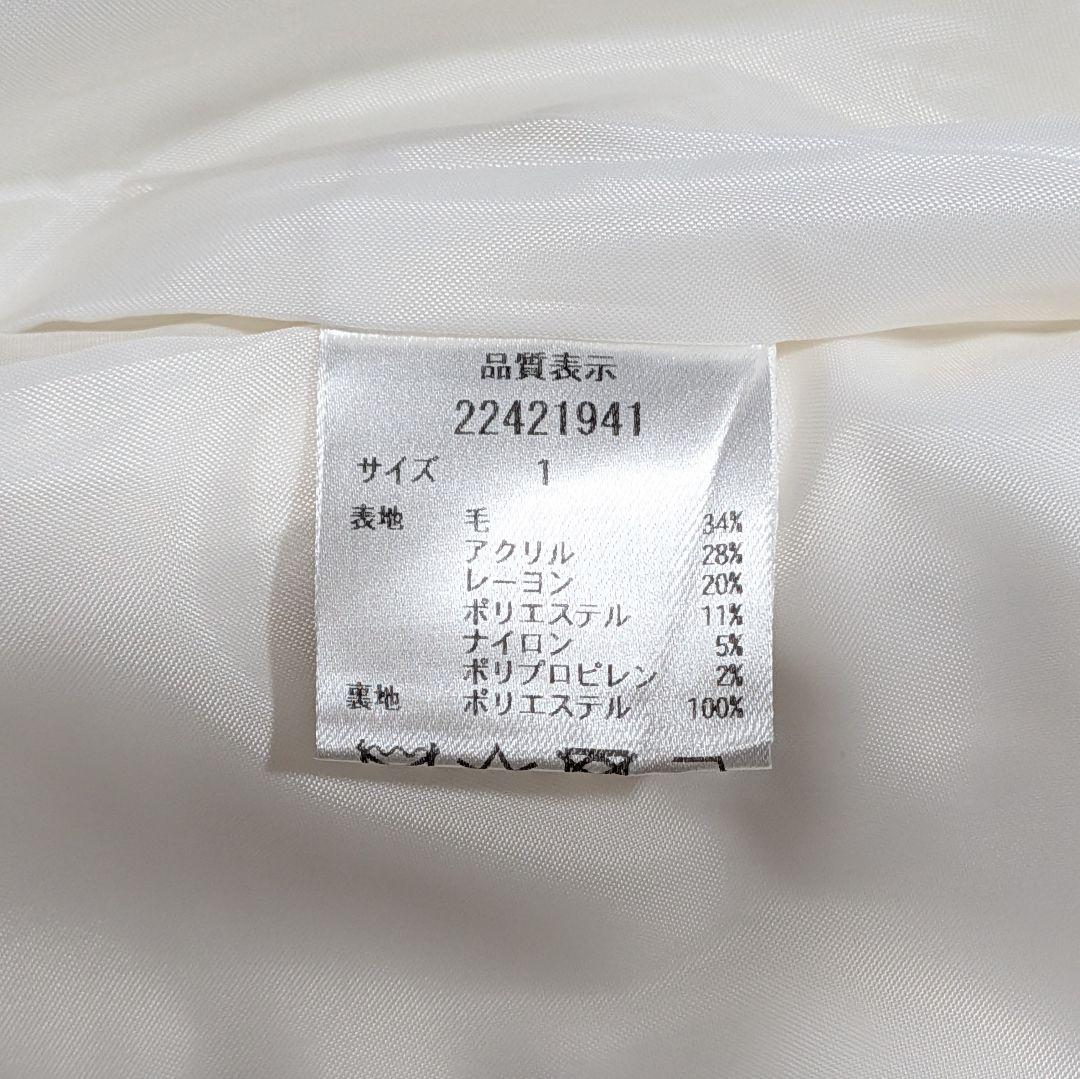 品質表示
22421941
サイズ 1
表地 毛 34%
アクリル 28%
レーヨン 20%
ポリエステル 11%
ナイロン 5%
ポリプロピレン 2%
裏地 ポリエステル 100%